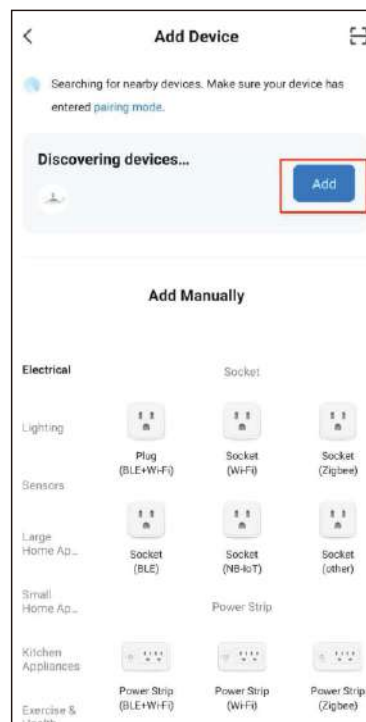 Add Device
Searching for nearby devices. Make sure your device has
entered pairing mode.
Discovering devices...
Add
Add Manually
Electrical
Socket
Lighting
Plug
(BLE+Wi-Fi)
Socket
(Wi-Fi)
Socket
(Zigbee)
Sensors
Large
Home Ap...
Socket
(BLE)
Socket
(NB-IoT)
Socket
(other)
Small
Home Ap...
Power Strip
Kitchen
Appliances
Power Strip
(BLE+Wi-Fi)
Power Strip
(Wi-Fi)
Power Strip
(Zigbee)
Exercise &
Health